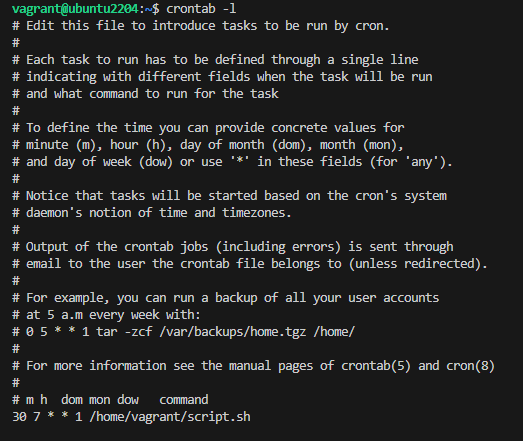 vagrant@ubuntu2204:~$ crontab -l
# Edit this file to introduce tasks to be run by cron.
#
# Each task to run has to be defined through a single line
# indicating with different fields when the task will be run
# and what command to run for the task
#
# To define the time you can provide concrete values for
# minute (m), hour (h), day of month (dom), month (mon),
# and day of week (dow) or use '*' in these fields (for 'any').
#
# Notice that tasks will be started based on the cron's system
# daemon's notion of time and timezones.
#
# Output of the crontab jobs (including errors) is sent through
# email to the user the crontab file belongs to (unless redirected).
#
# For example, you can run a backup of all your user accounts
# at 5 a.m every week with:
# 0 5 * * 1 tar -zcf /var/backups/home.tgz /home/
#
# For more information see the manual pages of crontab(5) and cron(8)
#
# m h  dom mon dow   command
30 7 * * 1 /home/vagrant/script.sh